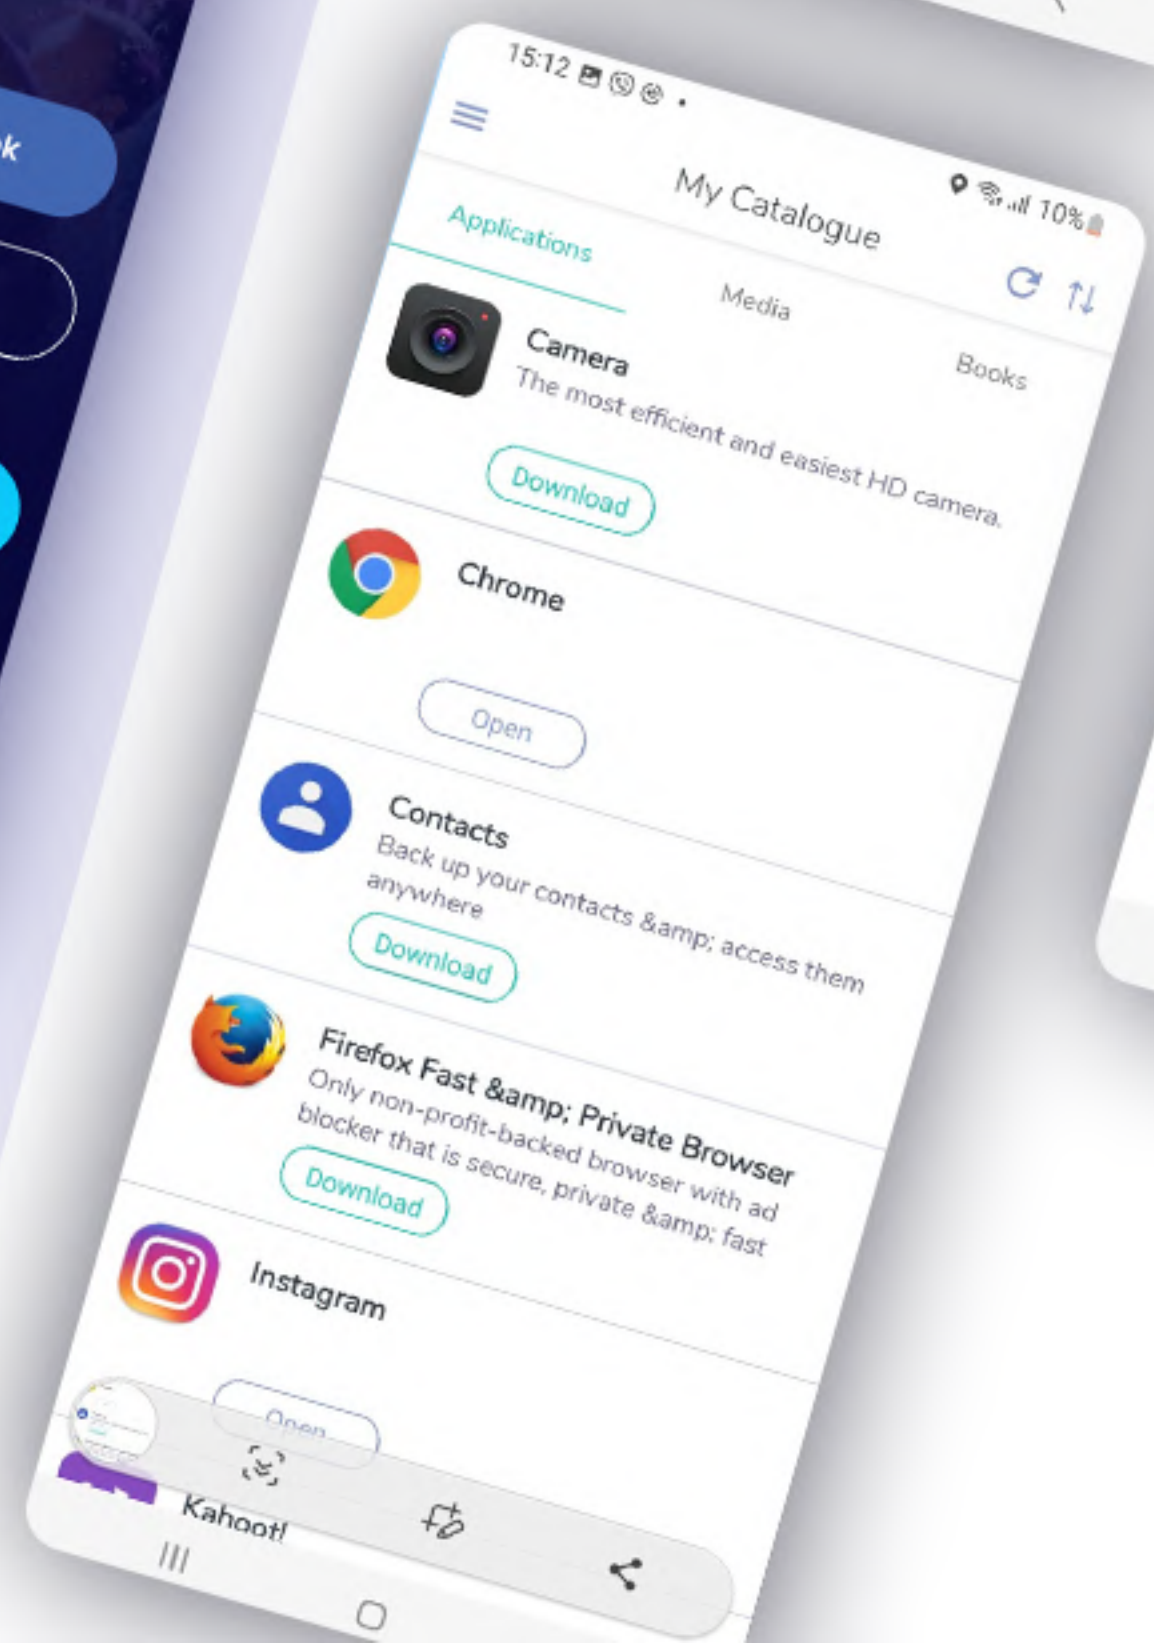 k
15:12
10%
My Catalogue
Applications
Media
Books
Camera
The most efficient and easiest HD camera.
Download
Chrome
Open
Contacts
Back up your contacts &amp; access them
anywhere
Download
Firefox Fast &amp; Private Browser
Only non-profit-backed browser with ad
blocker that is secure, private &amp; fast
Download
Instagram
Open
Kahoot!